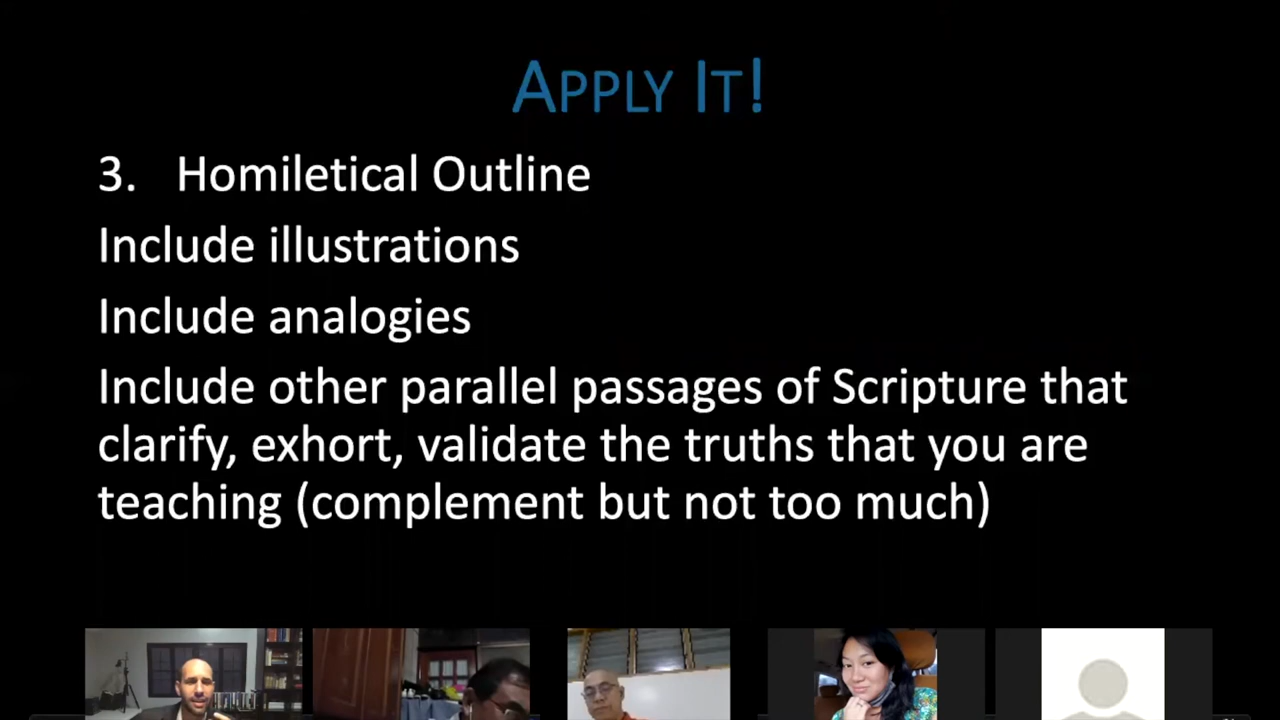 APPLY IT!
3. Homiletical Outline
Include illustrations
Include analogies
Include other parallel passages of Scripture that
clarify, exhort, validate the truths that you are
teaching (complement but not too much)